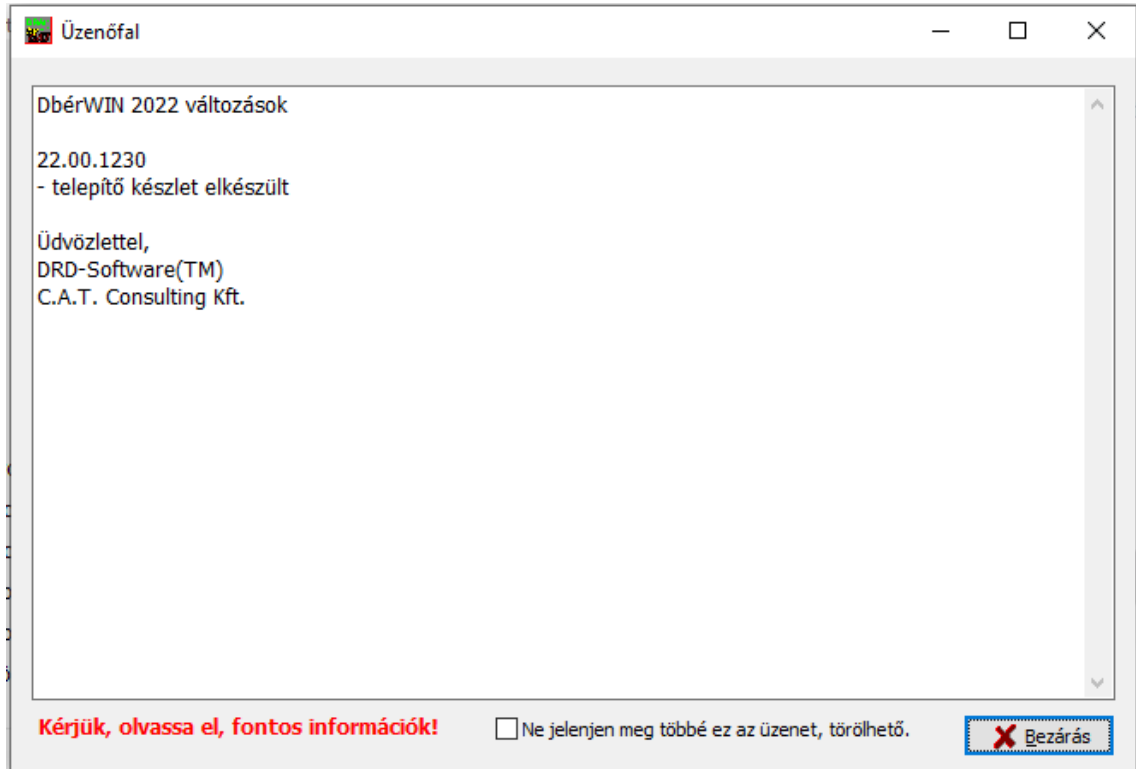 Üzenőfal
DbérWIN 2022 változások
22.00.1230
- telepítő készlet elkészült
Üdvözlettel,
DRD-Software(TM)
C.A.T. Consulting Kft.
Kérjük, olvassa el, fontos információk!
Ne jelenjen meg többé ez az üzenet, törölhető.
Bezárás